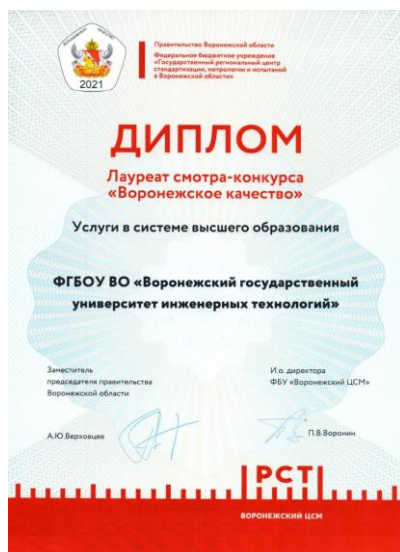 ВОРОНЕЖСКОЕ КАЧЕСТВО
2021
Правительство Воронежской области
Федеральное бюджетное учреждение
«Государственный региональный центр
стандартизации, метрологии и испытаний
в Воронежской области»
ДИПЛОМ
Лауреат смотра-конкурса
«Воронежское качество»
Услуги в системе высшего образования
ФГБОУ ВО «Воронежский государственный
университет инженерных технологий»
Заместитель
председателя правительства
Воронежской области
И.о. директора
ФБУ «Воронежский ЦСМ»
А.Ю.Верховцев
П.В.Воронин
РСТ
ВОРОНЕЖСКИЙ ЦСМ